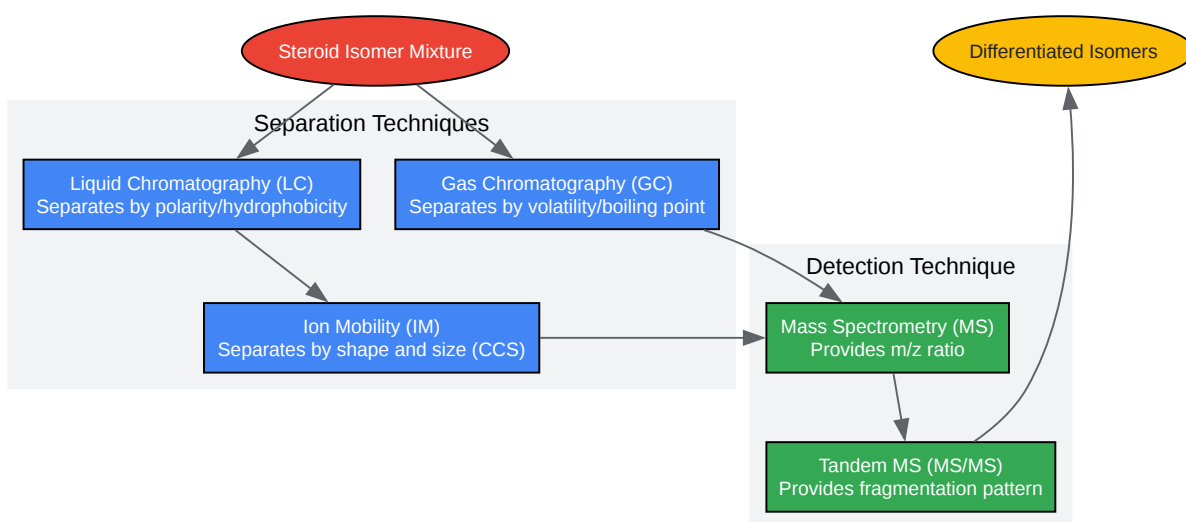 Steroid Isomer Mixture
Differentiated Isomers
Separation Techniques
Liquid Chromatography (LC)
Separates by polarity/hydrophobicity
Gas Chromatography (GC)
Separates by volatility/boiling point
Detection Technique
Ion Mobility (IM)
Separates by shape and size (CCS)
Mass Spectrometry (MS)
Provides m/z ratio
Tandem MS (MS/MS)
Provides fragmentation pattern